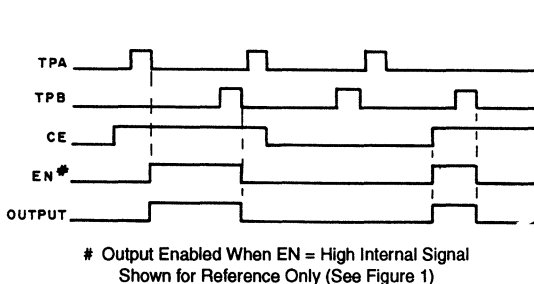 TPA
TPB
CE
EN#
OUTPUT
# Output Enabled When EN = High Internal Signal
Shown for Reference Only (See Figure 1)